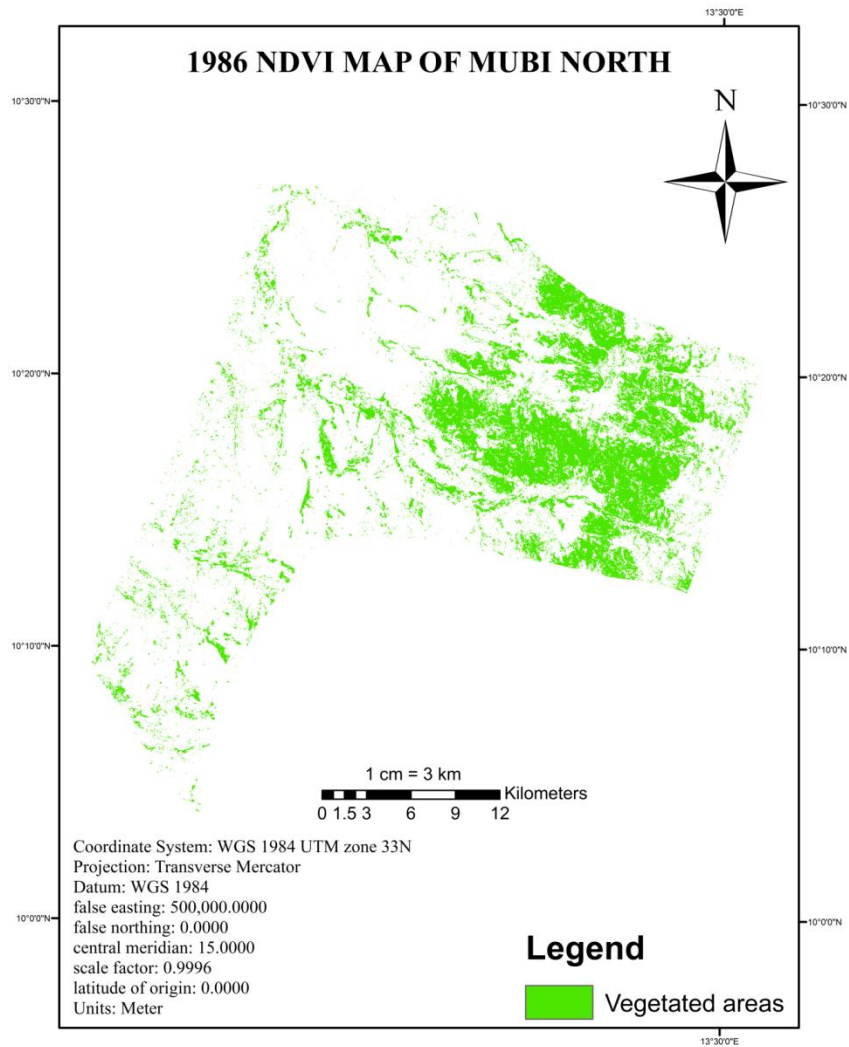 13°30'0"E
1986 NDVI MAP OF MUBI NORTH
10°30'0"N
10°30'0"N
N
10°20'0"N
10°20'0"N
10°10'0"N
10°10'0"N
1 cm = 3 km
Kilometers
0 1.5 3 6 9 12
Coordinate System: WGS 1984 UTM zone 33N
Projection: Transverse Mercator
Datum: WGS 1984
false easting: 500,000.0000
false northing: 0.0000
central meridian: 15.0000
scale factor: 0.9996
latitude of origin: 0.0000
Units: Meter
10°0'0"N
10°0'0"N
Legend
Vegetated areas
13°30'0"E